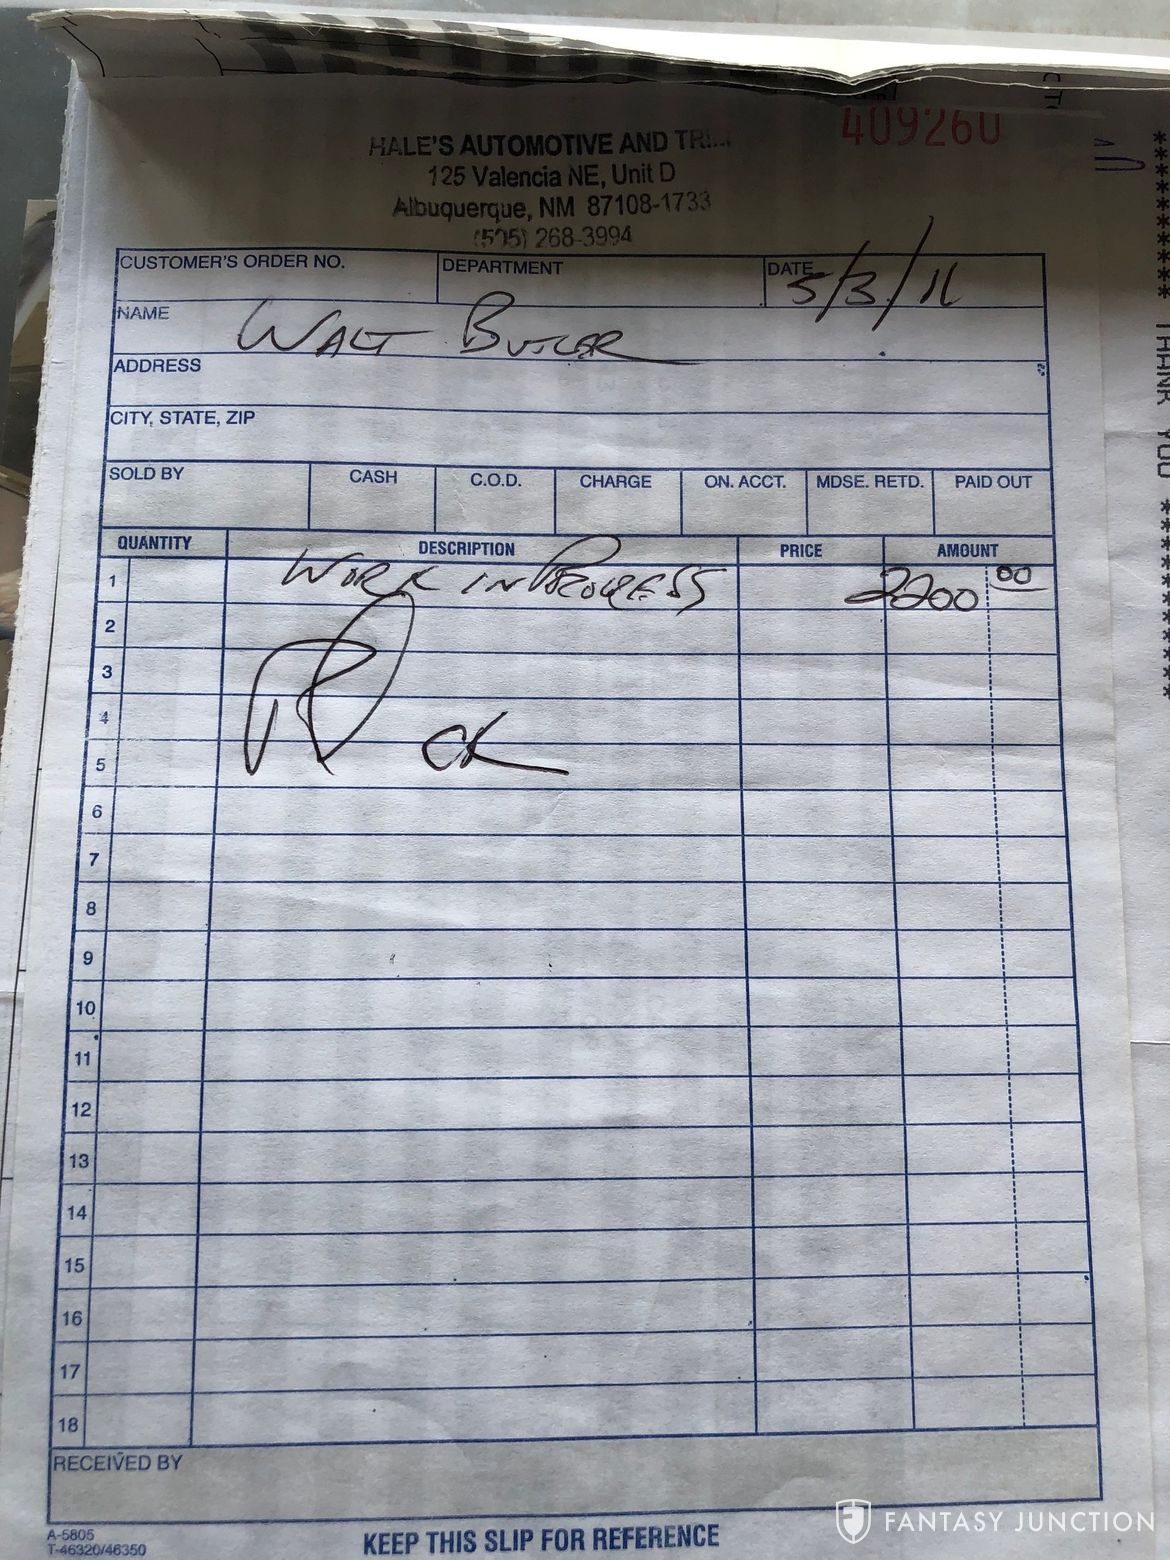 409260
HALE'S AUTOMOTIVE AND
125 Valencia NE, Unit D
Albuquerque, NM 87108-1733
(505) 268-3994
CUSTOMER'S ORDER NO. DEPARTMENT DATE 5/3/11
NAME WALT BUTLER
ADDRESS
CITY, STATE, ZIP
SOLD BY CASH C.O.D. CHARGE ON. ACCT. MDSE. RETD. PAID OUT
QUANTITY DESCRIPTION PRICE AMOUNT
1 WORK IN PROGRESS 2200 00
2
3
4
5 CK
6
7
8
9
10
11
12
13
14
15
16
17
18
RECEIVED BY
A-5805
T-46320/46350
KEEP THIS SLIP FOR REFERENCE
FANTASY JUNCTION
THANK YOU